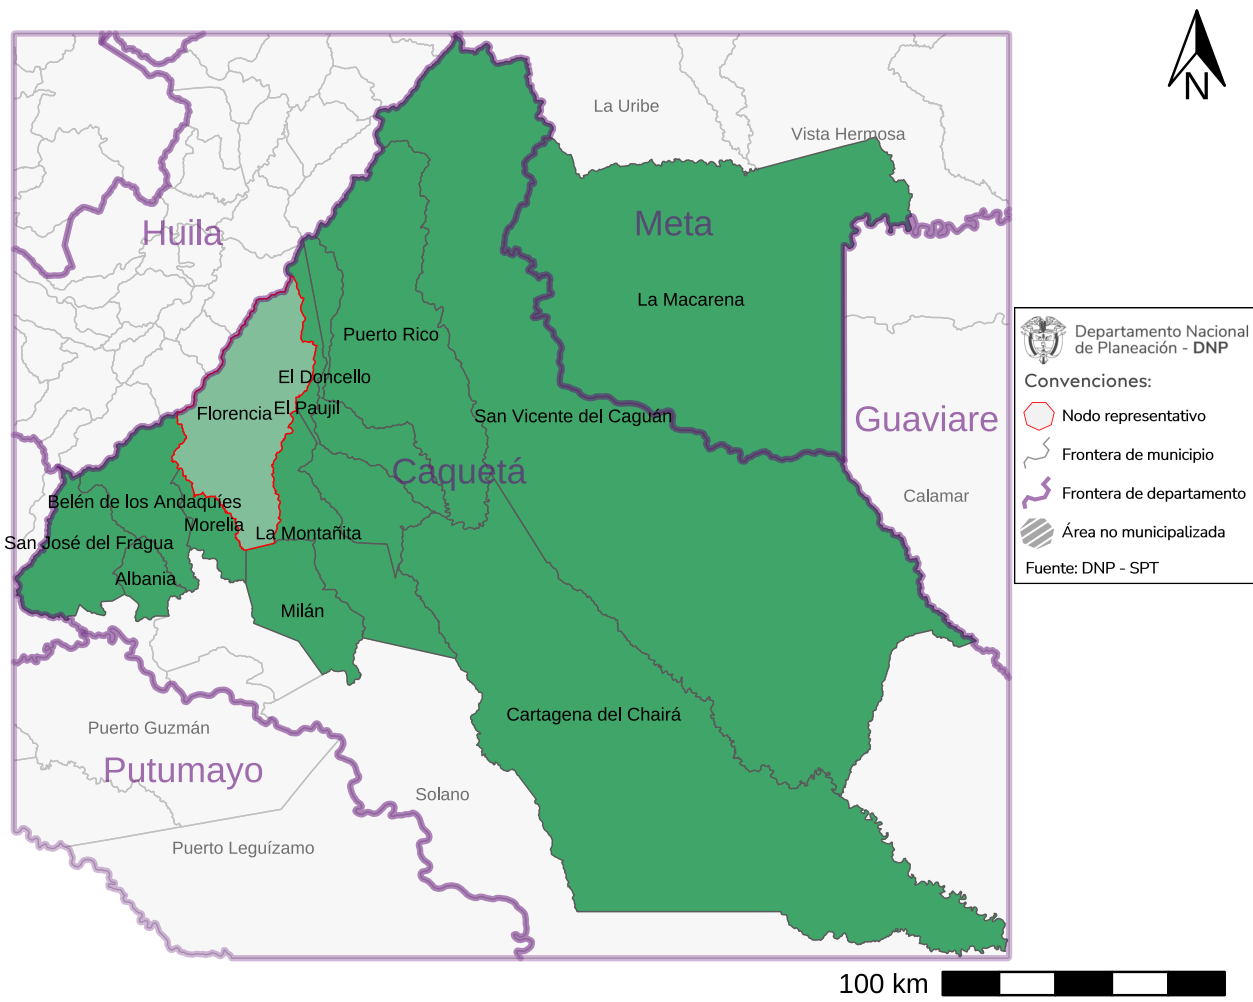 N
La Uribe
Vista Hermosa
Huila
Meta
La Macarena
Puerto Rico
El Doncello
El Paujil
Florencia
San Vicente del Caguán
Guaviare
Caquetá
Calamar
Belén de los Andaquíes
Morelia
La Montañita
San José del Fragua
Albania
Milán
Cartagena del Chairá
Puerto Guzmán
Putumayo
Solano
Puerto Leguízamo
Departamento Nacional
de Planeación - DNP
Convenciones:
Nodo representativo
Frontera de municipio
Frontera de departamento
Área no municipalizada
Fuente: DNP - SPT
100 km